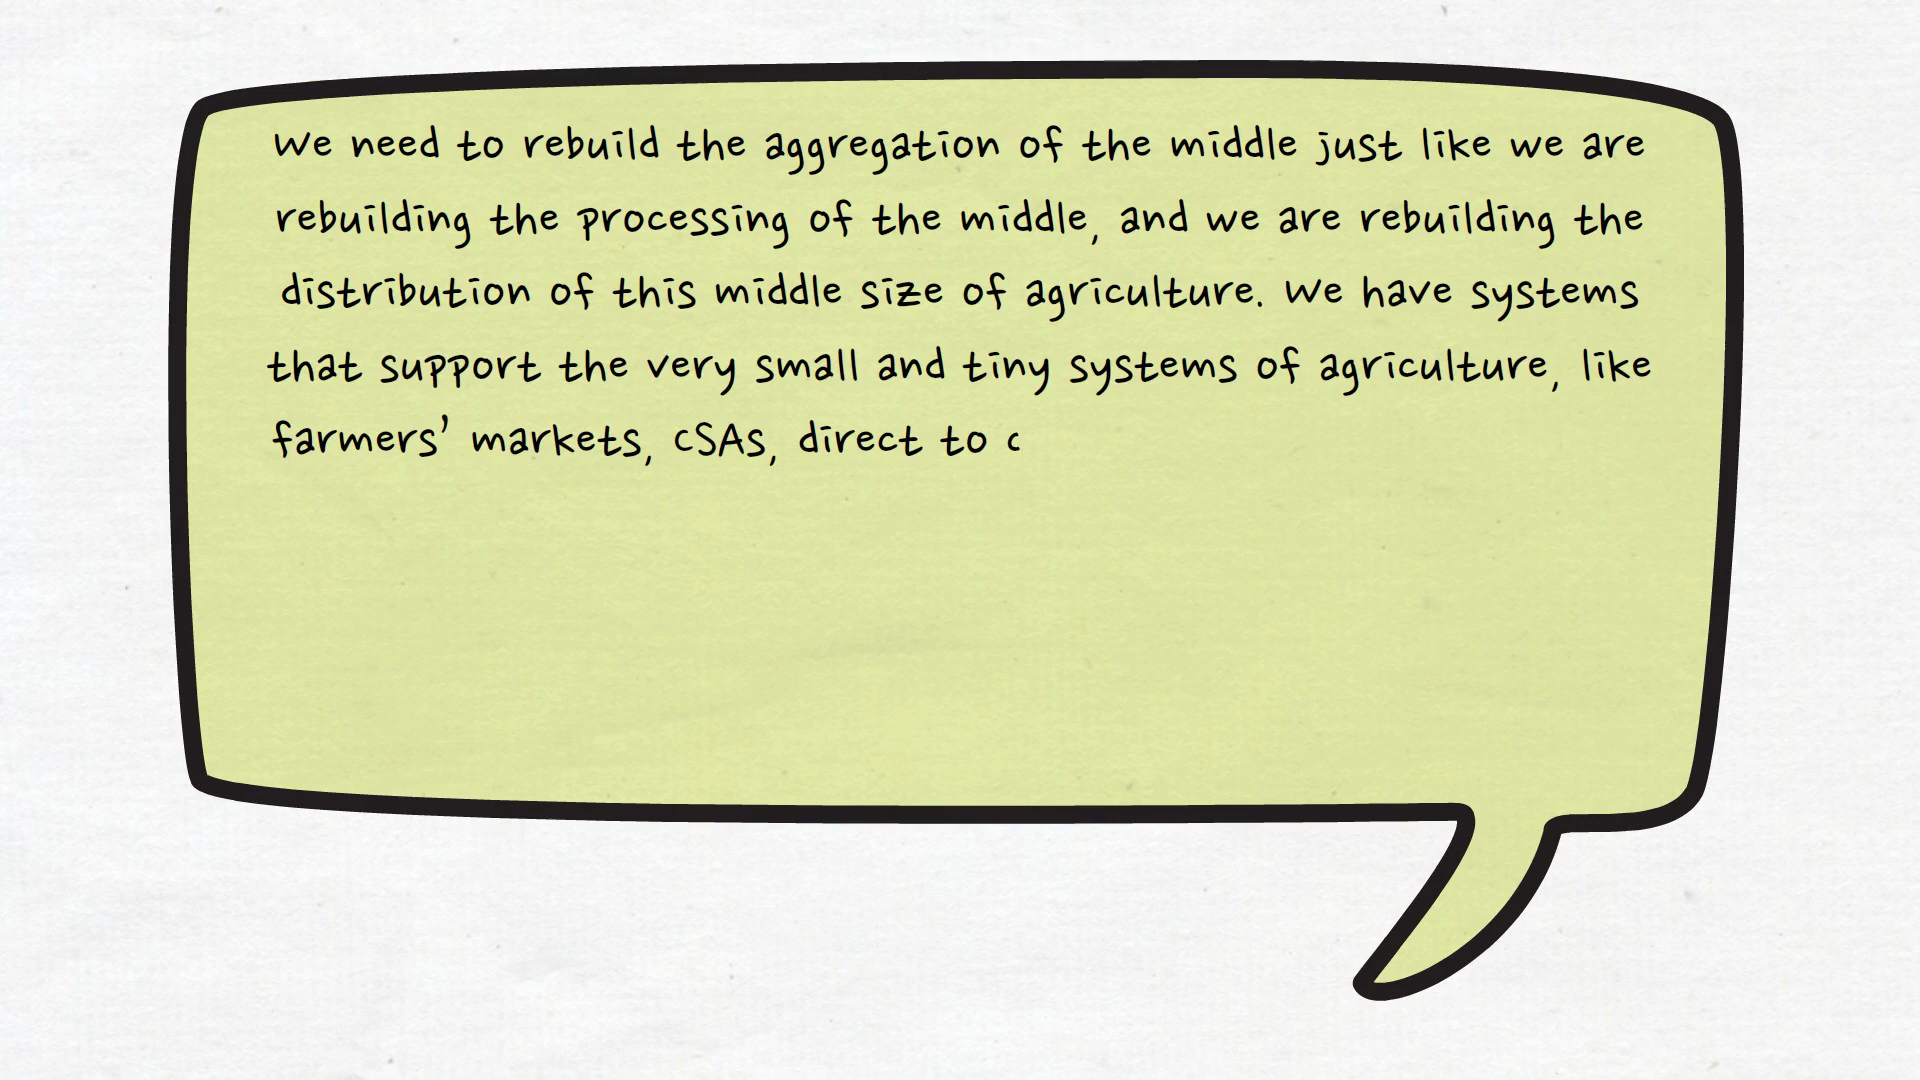 We need to rebuild the aggregation of the middle just like we are
rebuilding the processing of the middle, and we are rebuilding the
distribution of this middle size of agriculture. We have systems
that support the very small and tiny systems of agriculture, like
farmers’ markets, CSAs, direct to c